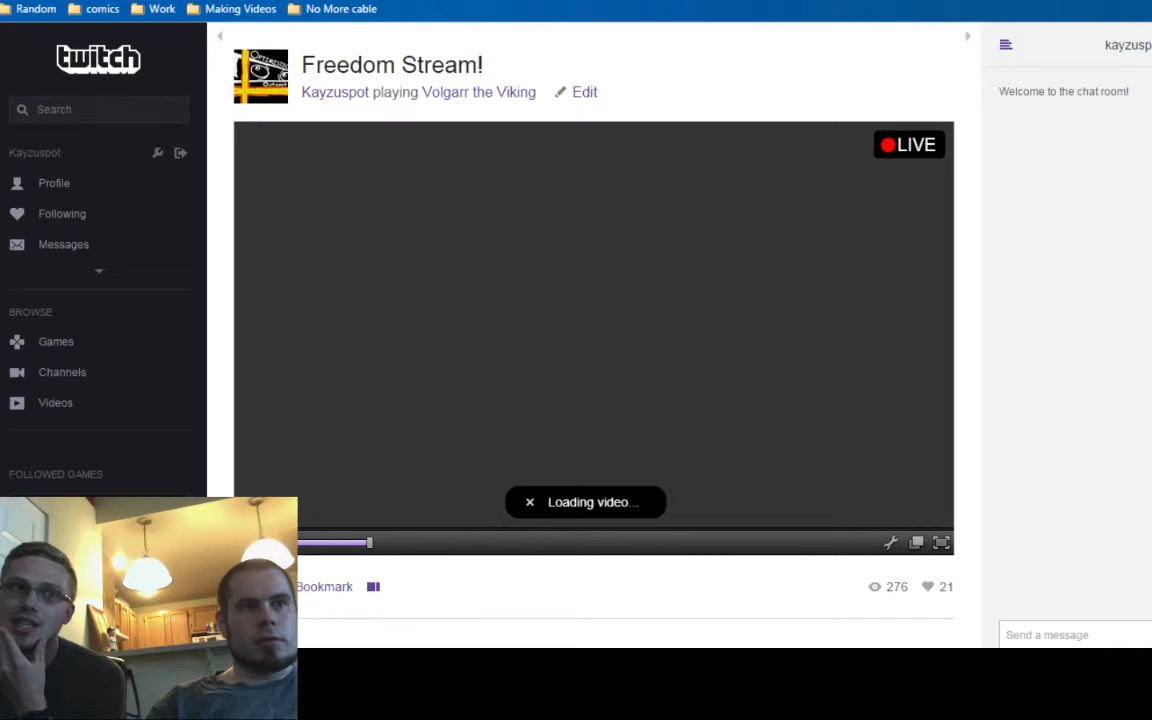 Random comics Work Making Videos No More cable
twitch
Search
Kayzuspot
Profile
Following
Messages
BROWSE
Games
Channels
Videos
FOLLOWED GAMES
Freedom Stream!
Kayzuspot playing Volgarr the Viking Edit
LIVE
Loading video...
Bookmark
276 21
kayzusp
Welcome to the chat room!
Send a message